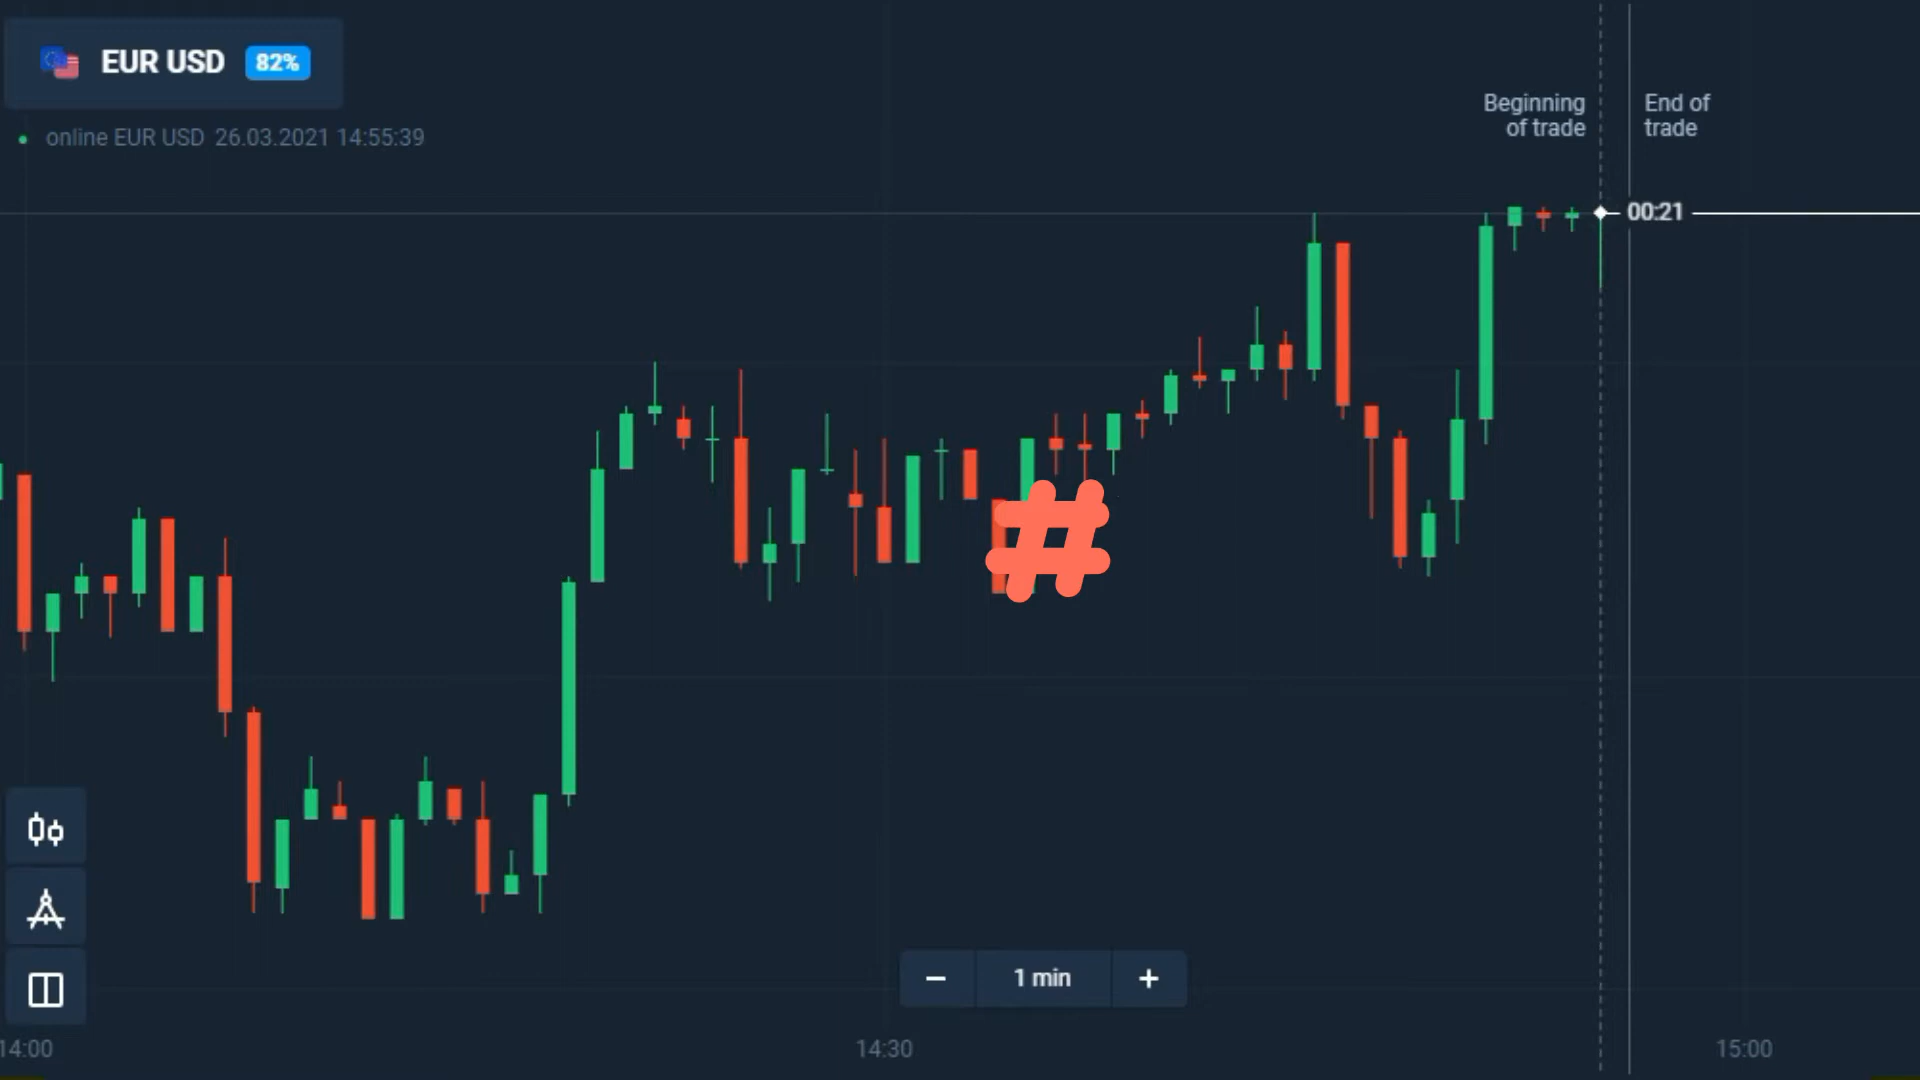 EUR USD 82%
online EUR USD 26.03.2021 14:55:39
Beginning
of trade
End of
trade
00:21
#
− 1 min +
14:00 14:30 15:00